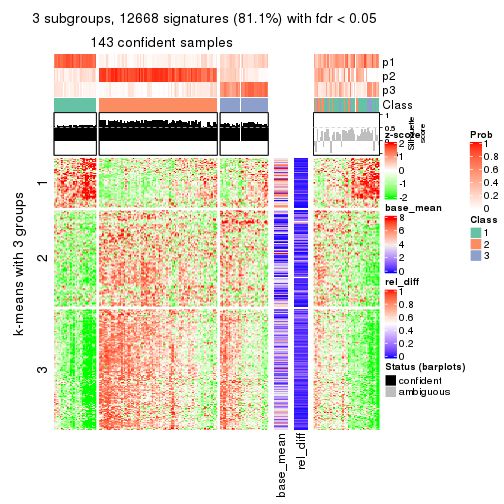 3 subgroups, 12668 signatures (81.1%) with fdr < 0.05
143 confident samples
p1
p2
p3
Class
1
0.5
0
Silhouette
score
k-means with 3 groups
1
2
3
base_mean
rel_diff
z-score
2
1
0
-1
-2
base_mean
8
6
4
2
0
rel_diff
1
0.8
0.6
0.4
0.2
0
Status (barplots)
confident
ambiguous
Prob
1
0.8
0.6
0.4
0.2
0
Class
1
2
3